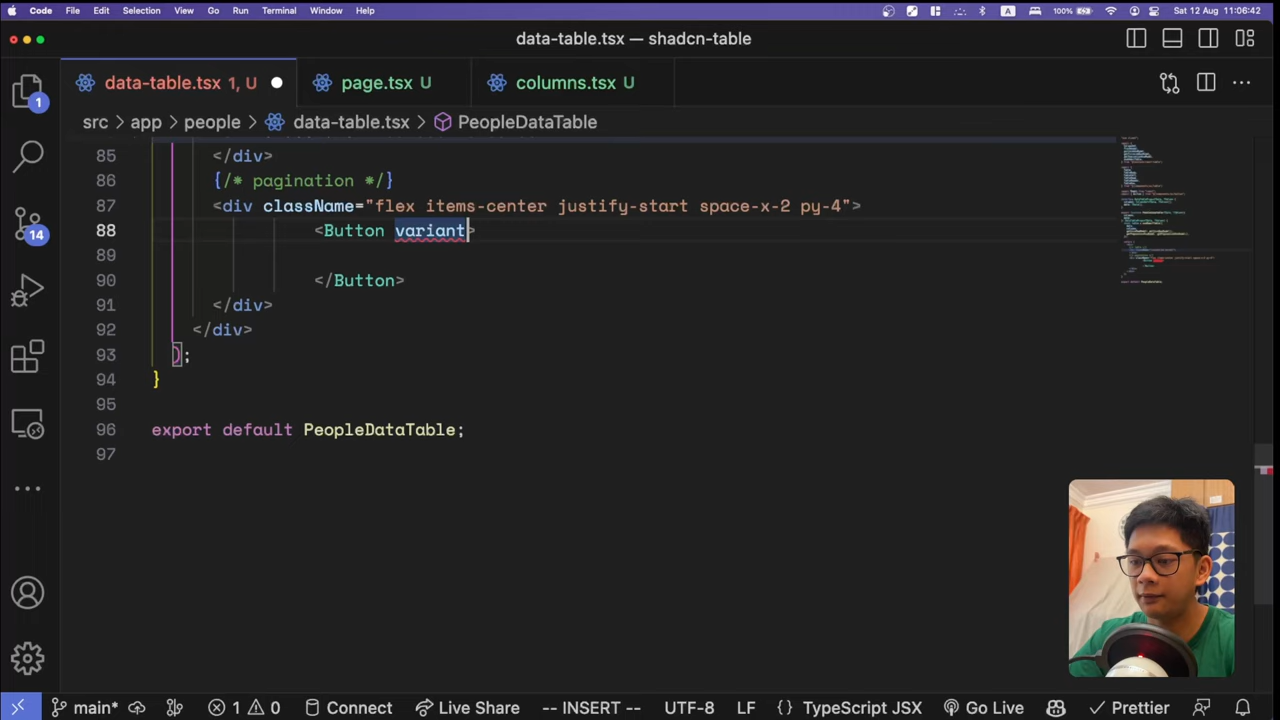 Code File Edit Selection View Go Run Terminal Window Help A 100% Sat 12 Aug 11:06:42
data-table.tsx — shadcn-table
data-table.tsx 1, U page.tsx U columns.tsx U
src › app › people › data-table.tsx › PeopleDataTable
85 </div>
86 {/* pagination */}
87 <div className="flex items-center justify-start space-x-2 py-4">
88 <Button variant>
89
90 </Button>
91 </div>
92 </div>
93 );
94 }
95
96 export default PeopleDataTable;
97
1
14
main* 1 0 Connect Live Share -- INSERT -- UTF-8 LF {} TypeScript JSX Go Live Prettier